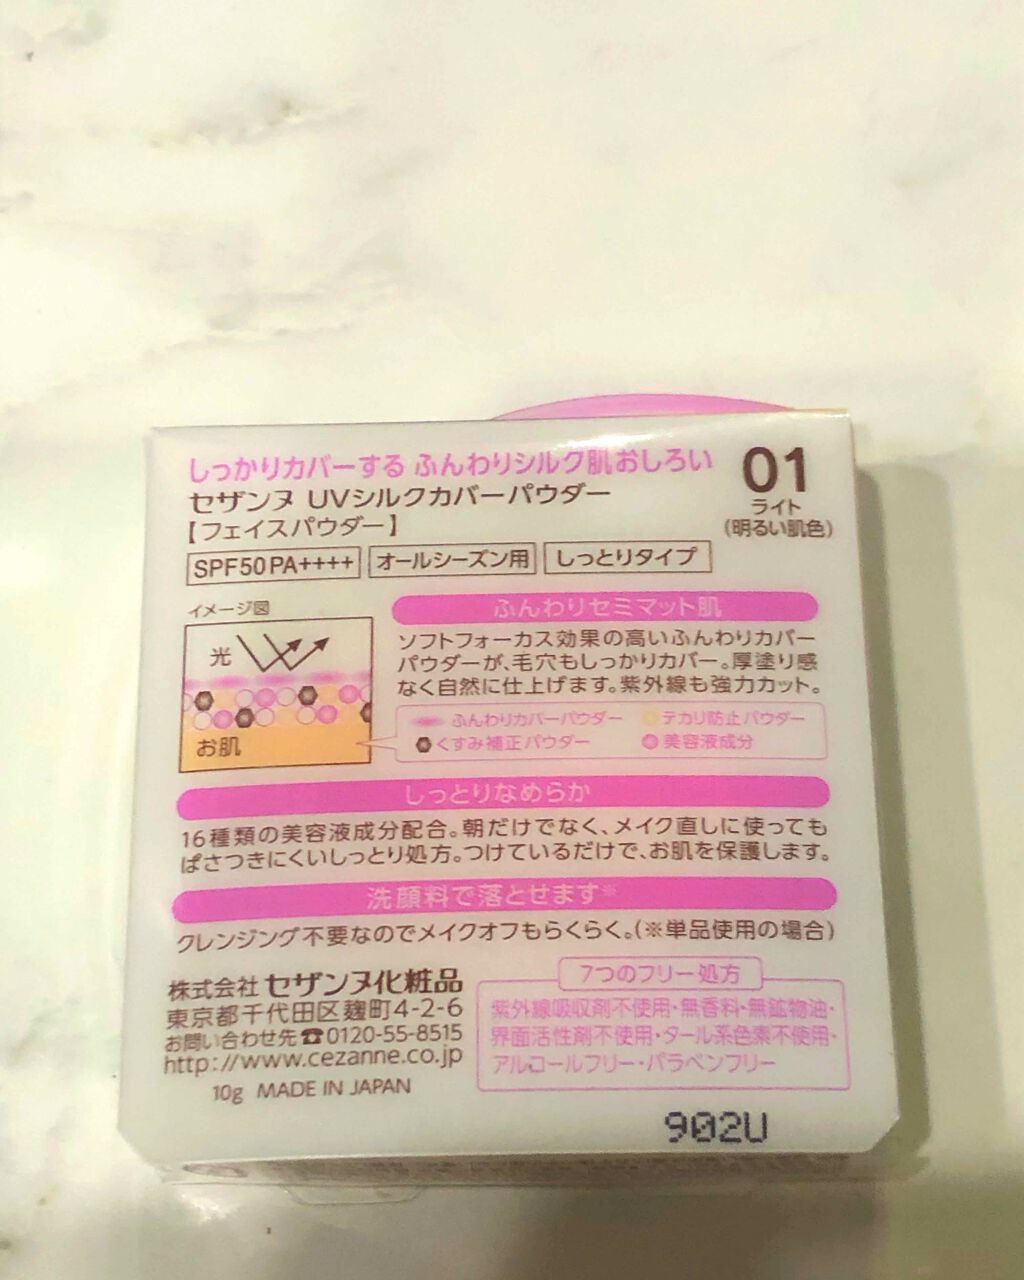 しっかりカバーする ふんわりシルク肌おしろい
セザンヌ UVシルクカバーパウダー
【フェイスパウダー】
01
ライト
(明るい肌色)
SPF50 PA++++ オールシーズン用 しっとりタイプ
イメージ図
光
お肌
ふんわりセミマット肌
ソフトフォーカス効果の高いふんわりカバー
パウダーが、毛穴もしっかりカバー。厚塗り感
なく自然に仕上げます。紫外線も強力カット。
ふんわりカバーパウダー テカリ防止パウダー
くすみ補正パウダー 美容液成分
しっとりなめらか
16種類の美容液成分配合。朝だけでなく、メイク直しに使っても
ぱさつきにくいしっとり処方。つけているだけで、お肌を保護します。
洗顔料で落とせます※
クレンジング不要なのでメイクオフもらくらく。(※単品使用の場合)
株式会社 セザンヌ化粧品
東京都千代田区麹町4-2-6
お問い合わせ先☎0120-55-8515
http://www.cezanne.co.jp
10g MADE IN JAPAN
7つのフリー処方
紫外線吸収剤不使用・無香料・無鉱物油・
界面活性剤不使用・タール系色素不使用・
アルコールフリー・パラベンフリー
902U